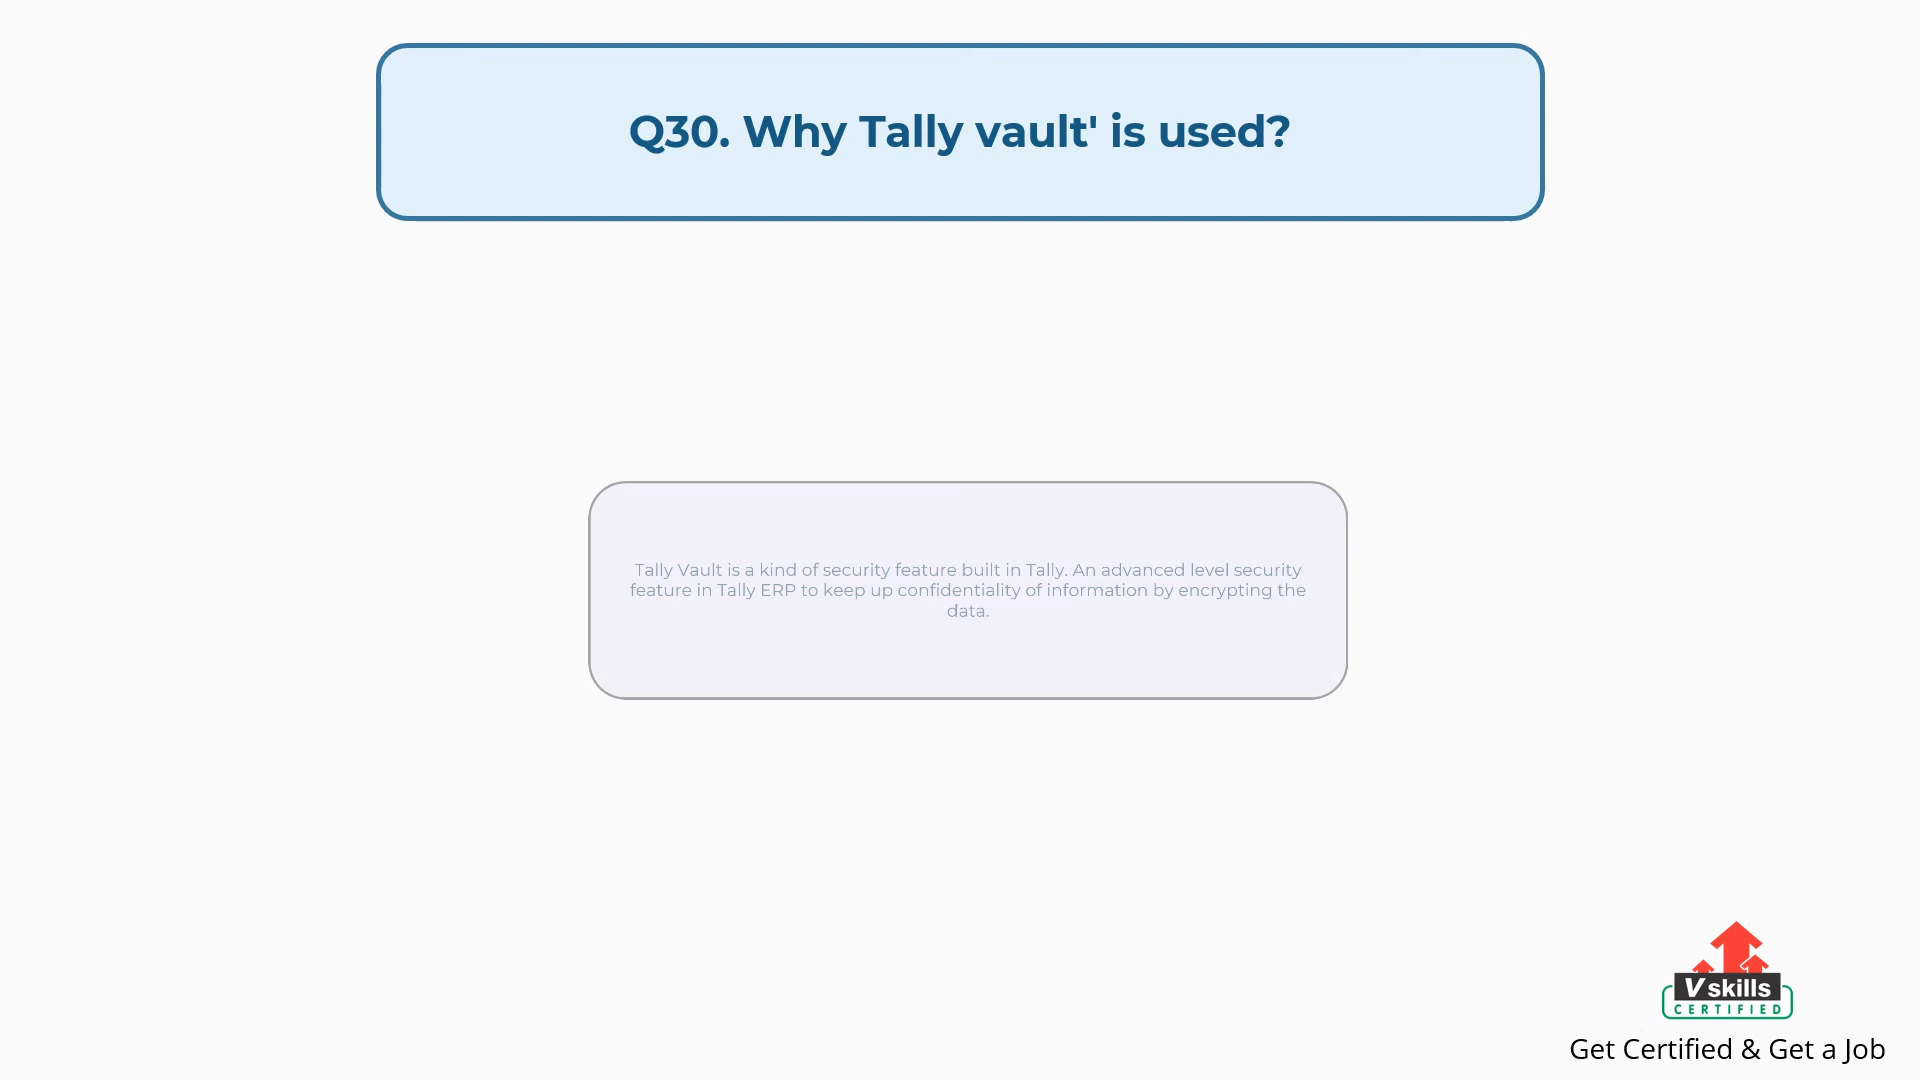 Q30. Why Tally vault' is used?
Tally Vault is a kind of security feature built in Tally. An advanced level security
feature in Tally ERP to keep up confidentiality of information by encrypting the
data.
Vskills
CERTIFIED
Get Certified & Get a Job